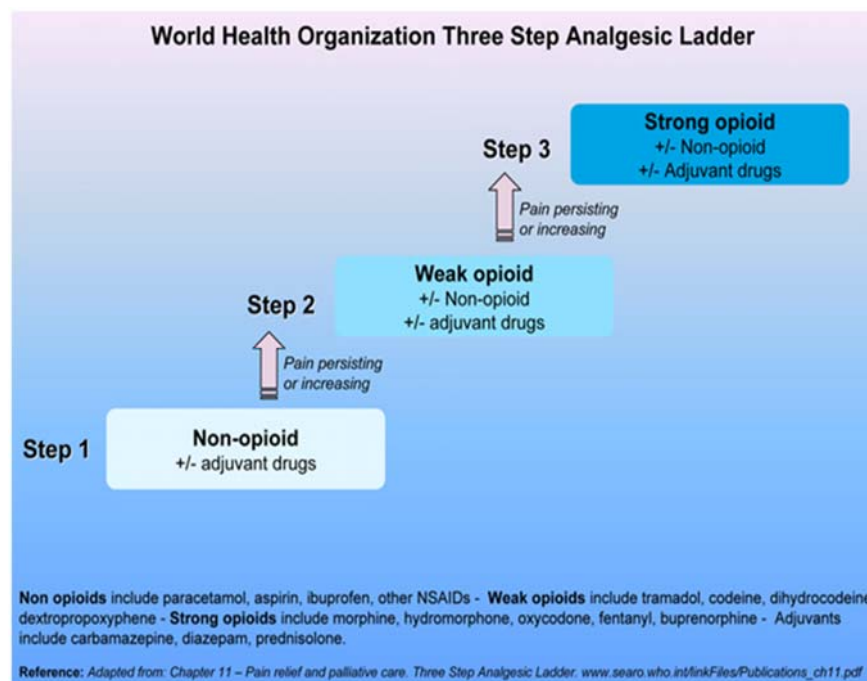 World Health Organization Three Step Analgesic Ladder
Strong opioid
+/- Non-opioid
+/- Adjuvant drugs
Step 3
Pain persisting
or increasing
Weak opioid
+/- Non-opioid
+/- adjuvant drugs
Step 2
Pain persisting
or increasing
Non-opioid
+/- adjuvant drugs
Step 1
Non opioids include paracetamol, aspirin, ibuprofen, other NSAIDs - Weak opioids include tramadol, codeine, dihydrocodeine
dextropropoxyphene - Strong opioids include morphine, hydromorphone, oxycodone, fentanyl, buprenorphine - Adjuvants
include carbamazepine, diazepam, prednisolone.
Reference: Adapted from: Chapter 11 – Pain relief and palliative care. Three Step Analgesic Ladder. www.searo.who.int/linkFiles/Publications_ch11.pdf